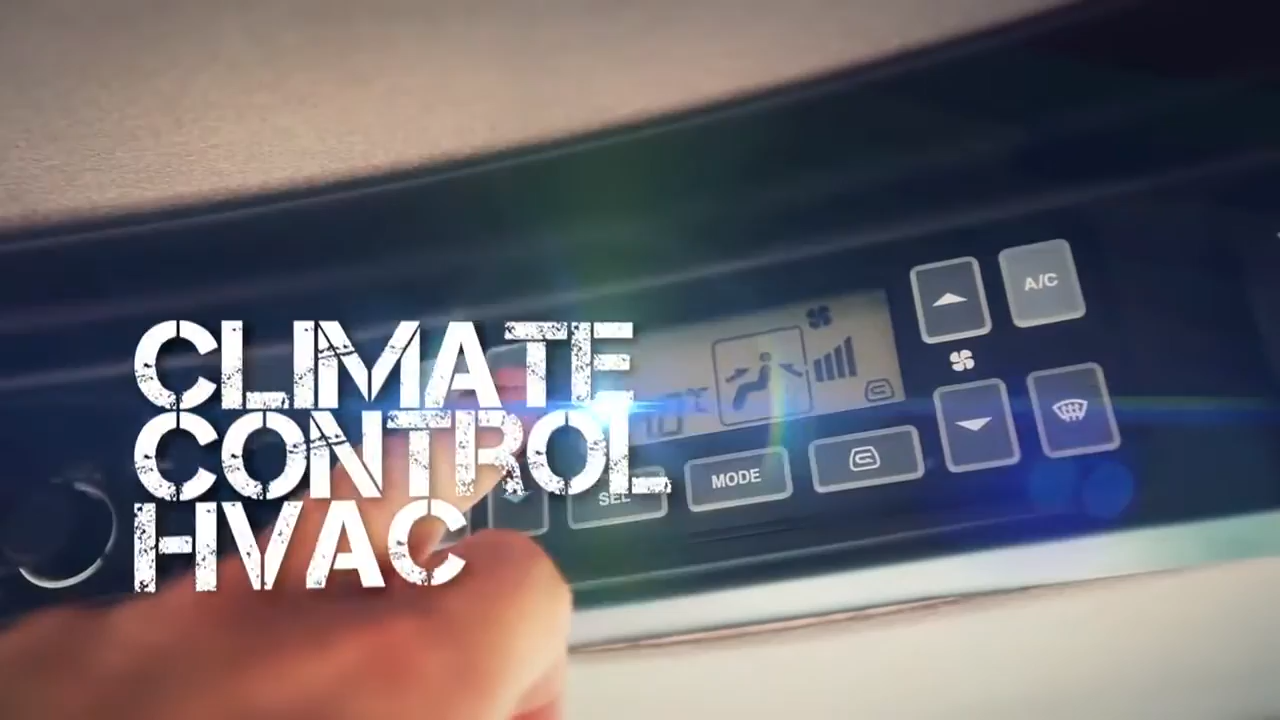 CLIMATE
CONTROL
HVAC
A/C
°C
SEL
MODE